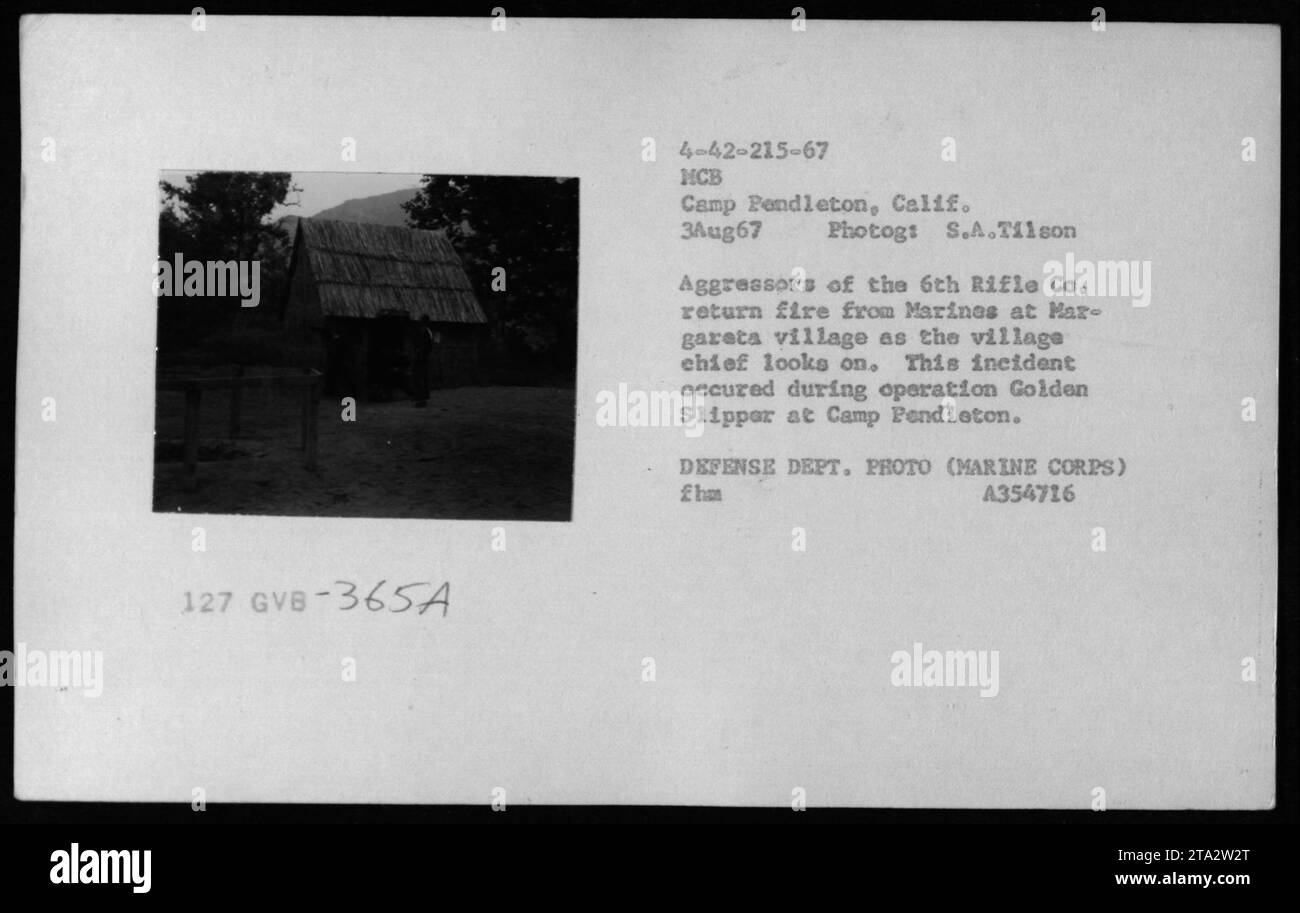 4-42-215-67
MCB
Camp Pendleton, Calif.
3Aug67 Photog: S.A.Tilson
Aggressors of the 6th Rifle Co.
return fire from Marines at Mar-
gareta village as the village
chief looks on. This incident
occured during operation Golden
Slipper at Camp Pendleton.
DEFENSE DEPT. PHOTO (MARINE CORPS)
fhm A354716
127 GVB-365A
a
alamy
a alamy
Image ID: 2TA2W2T
www.alamy.com